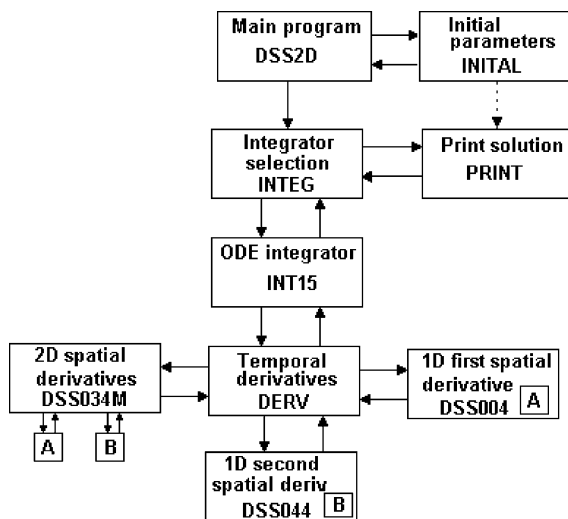 Main program
DSS2D
Initial
parameters
INITAL
Integrator
selection
INTEG
Print solution
PRINT
ODE integrator
INT15
2D spatial
derivatives
DSS034M
A
B
Temporal
derivatives
DERV
1D first spatial
derivative
DSS004
A
1D second
spatial deriv
DSS044
B